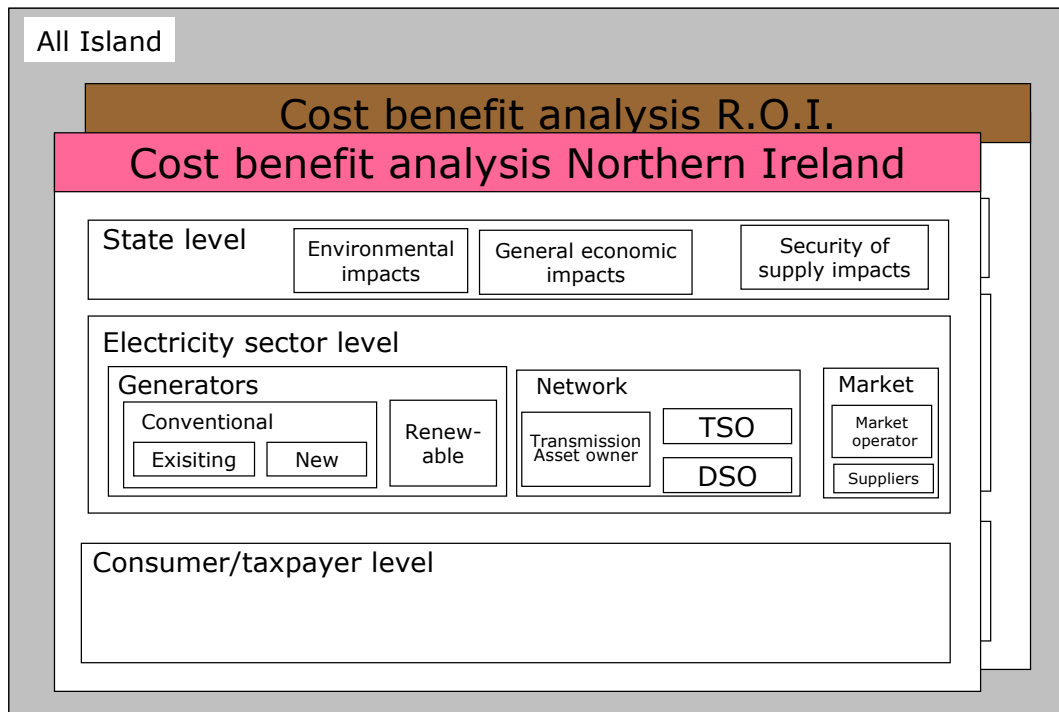 All Island
Cost benefit analysis R.O.I.
Cost benefit analysis Northern Ireland
State level
Environmental
impacts
General economic
impacts
Security of
supply impacts
Electricity sector level
Generators
Conventional
Exisiting
New
Renew-
able
Network
Transmission
Asset owner
TSO
DSO
Market
Market
operator
Suppliers
Consumer/taxpayer level